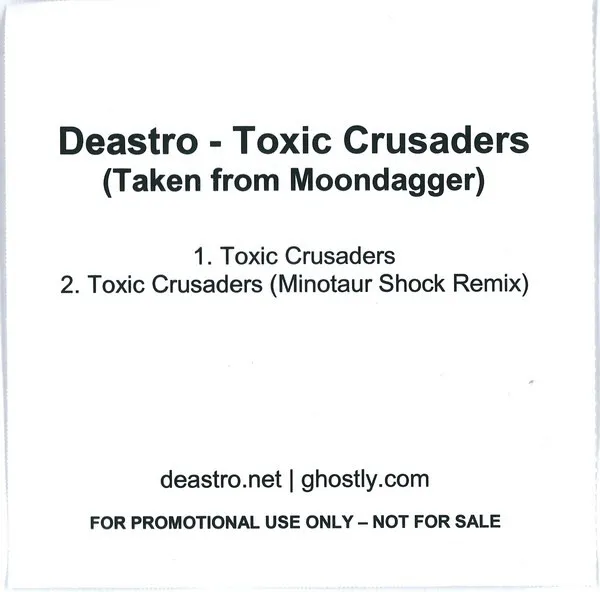 Deastro - Toxic Crusaders
(Taken from Moondagger)
1. Toxic Crusaders
2. Toxic Crusaders (Minotaur Shock Remix)
deastro.net | ghostly.com
FOR PROMOTIONAL USE ONLY – NOT FOR SALE